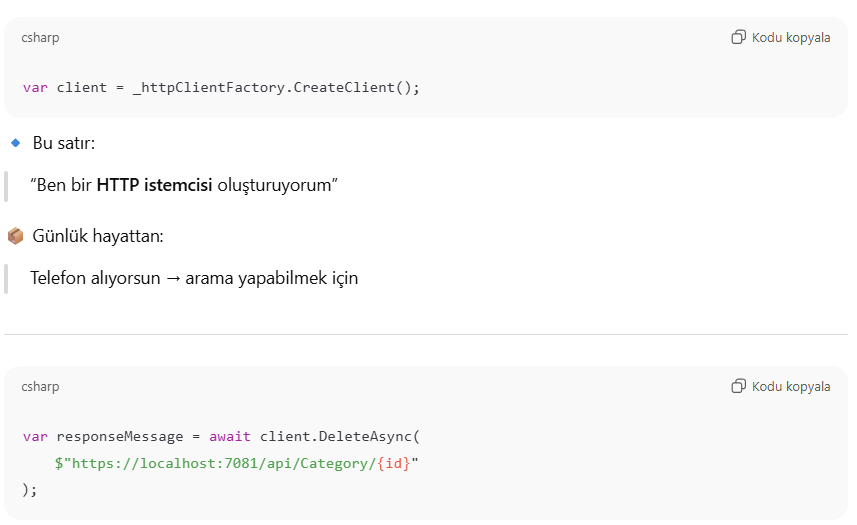 csharp
Kodu kopyala
var client = _httpClientFactory.CreateClient();
🔹 Bu satır:
“Ben bir HTTP istemcisi oluşturuyorum”
📦 Günlük hayattan:
Telefon alıyorsun → arama yapabilmek için
csharp
Kodu kopyala
var responseMessage = await client.DeleteAsync(
    $"https://localhost:7081/api/Category/{id}"
);